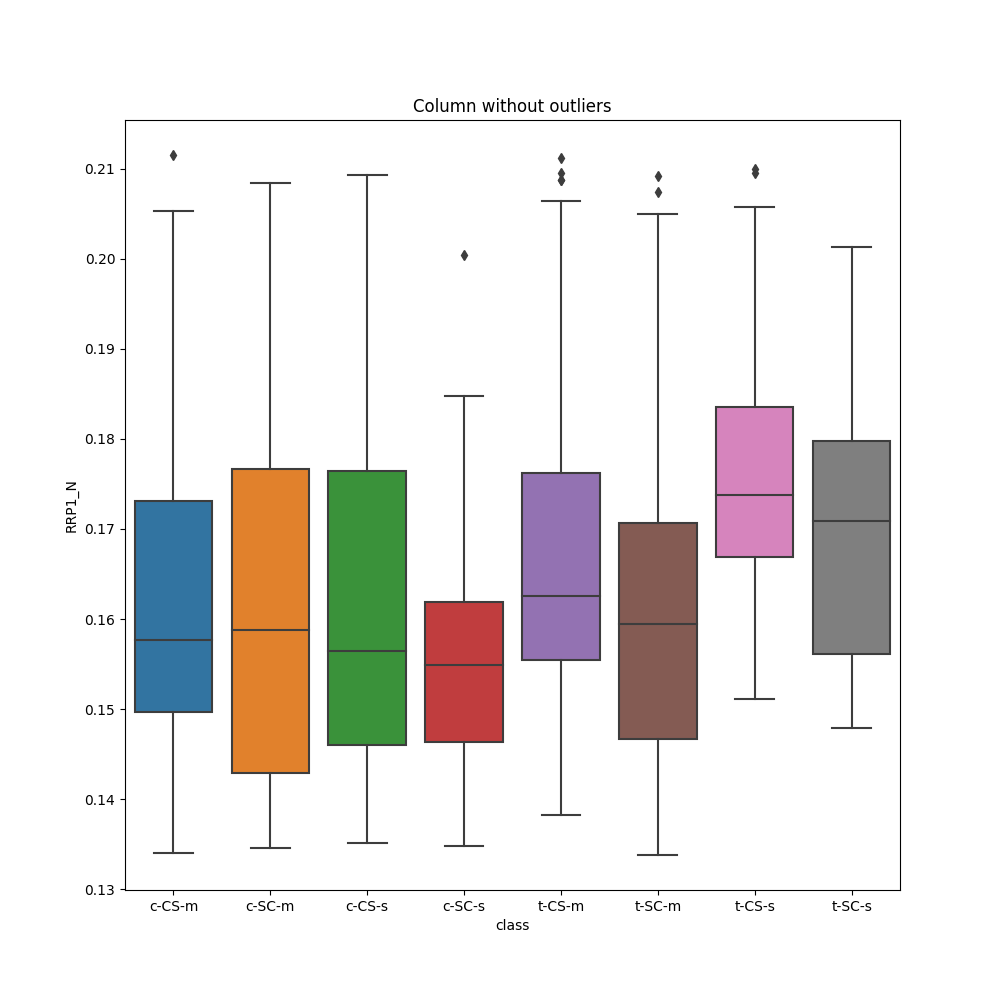 Column without outliers
RRP1_N
0.21
0.20
0.19
0.18
0.17
0.16
0.15
0.14
0.13
c-CS-m c-SC-m c-CS-s c-SC-s t-CS-m t-SC-m t-CS-s t-SC-s
class